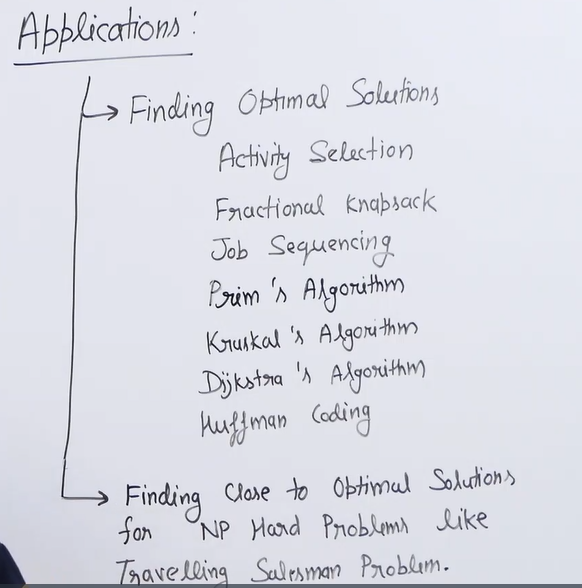 Applications:
Finding Optimal Solutions
Activity Selection
Fractional Knapsack
Job Sequencing
Prim's Algorithm
Kruskal's Algorithm
Dijkstra's Algorithm
Huffman Coding
Finding Close to Optimal Solutions
for NP Hard Problems like
Travelling Salesman Problem.